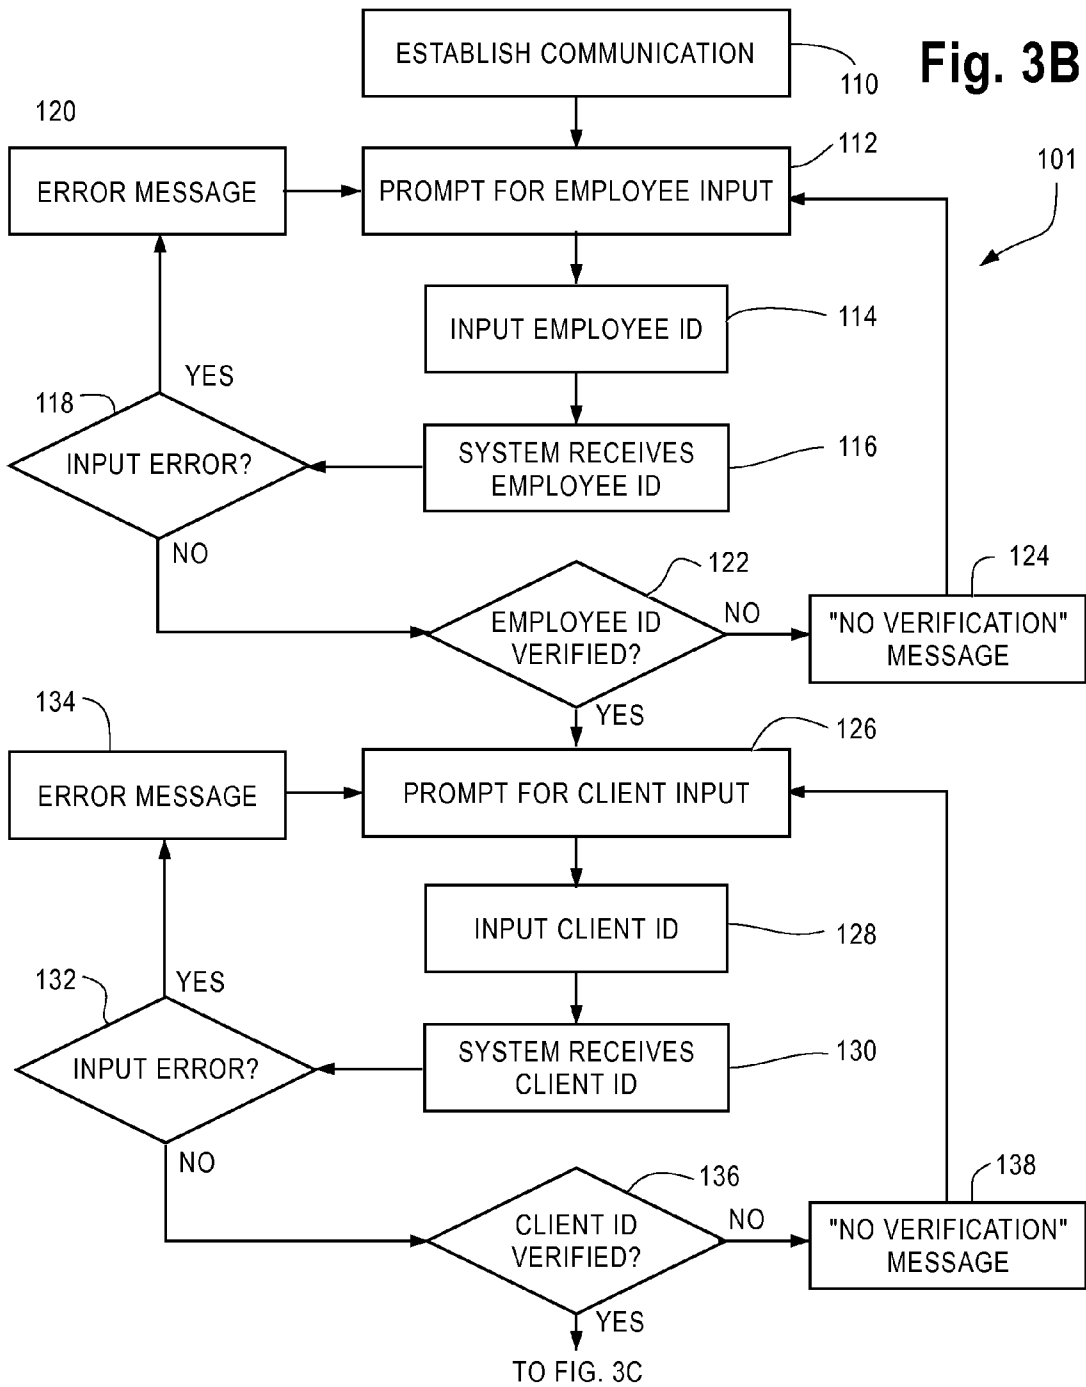 ESTABLISH COMMUNICATION
110
Fig. 3B
120
112
101
ERROR MESSAGE
PROMPT FOR EMPLOYEE INPUT
INPUT EMPLOYEE ID
114
YES
118
INPUT ERROR?
SYSTEM RECEIVES
EMPLOYEE ID
116
NO
122
124
EMPLOYEE ID
VERIFIED?
NO
"NO VERIFICATION"
MESSAGE
YES
134
126
ERROR MESSAGE
PROMPT FOR CLIENT INPUT
INPUT CLIENT ID
128
YES
132
INPUT ERROR?
SYSTEM RECEIVES
CLIENT ID
130
NO
136
138
CLIENT ID
VERIFIED?
NO
"NO VERIFICATION"
MESSAGE
YES
TO FIG. 3C